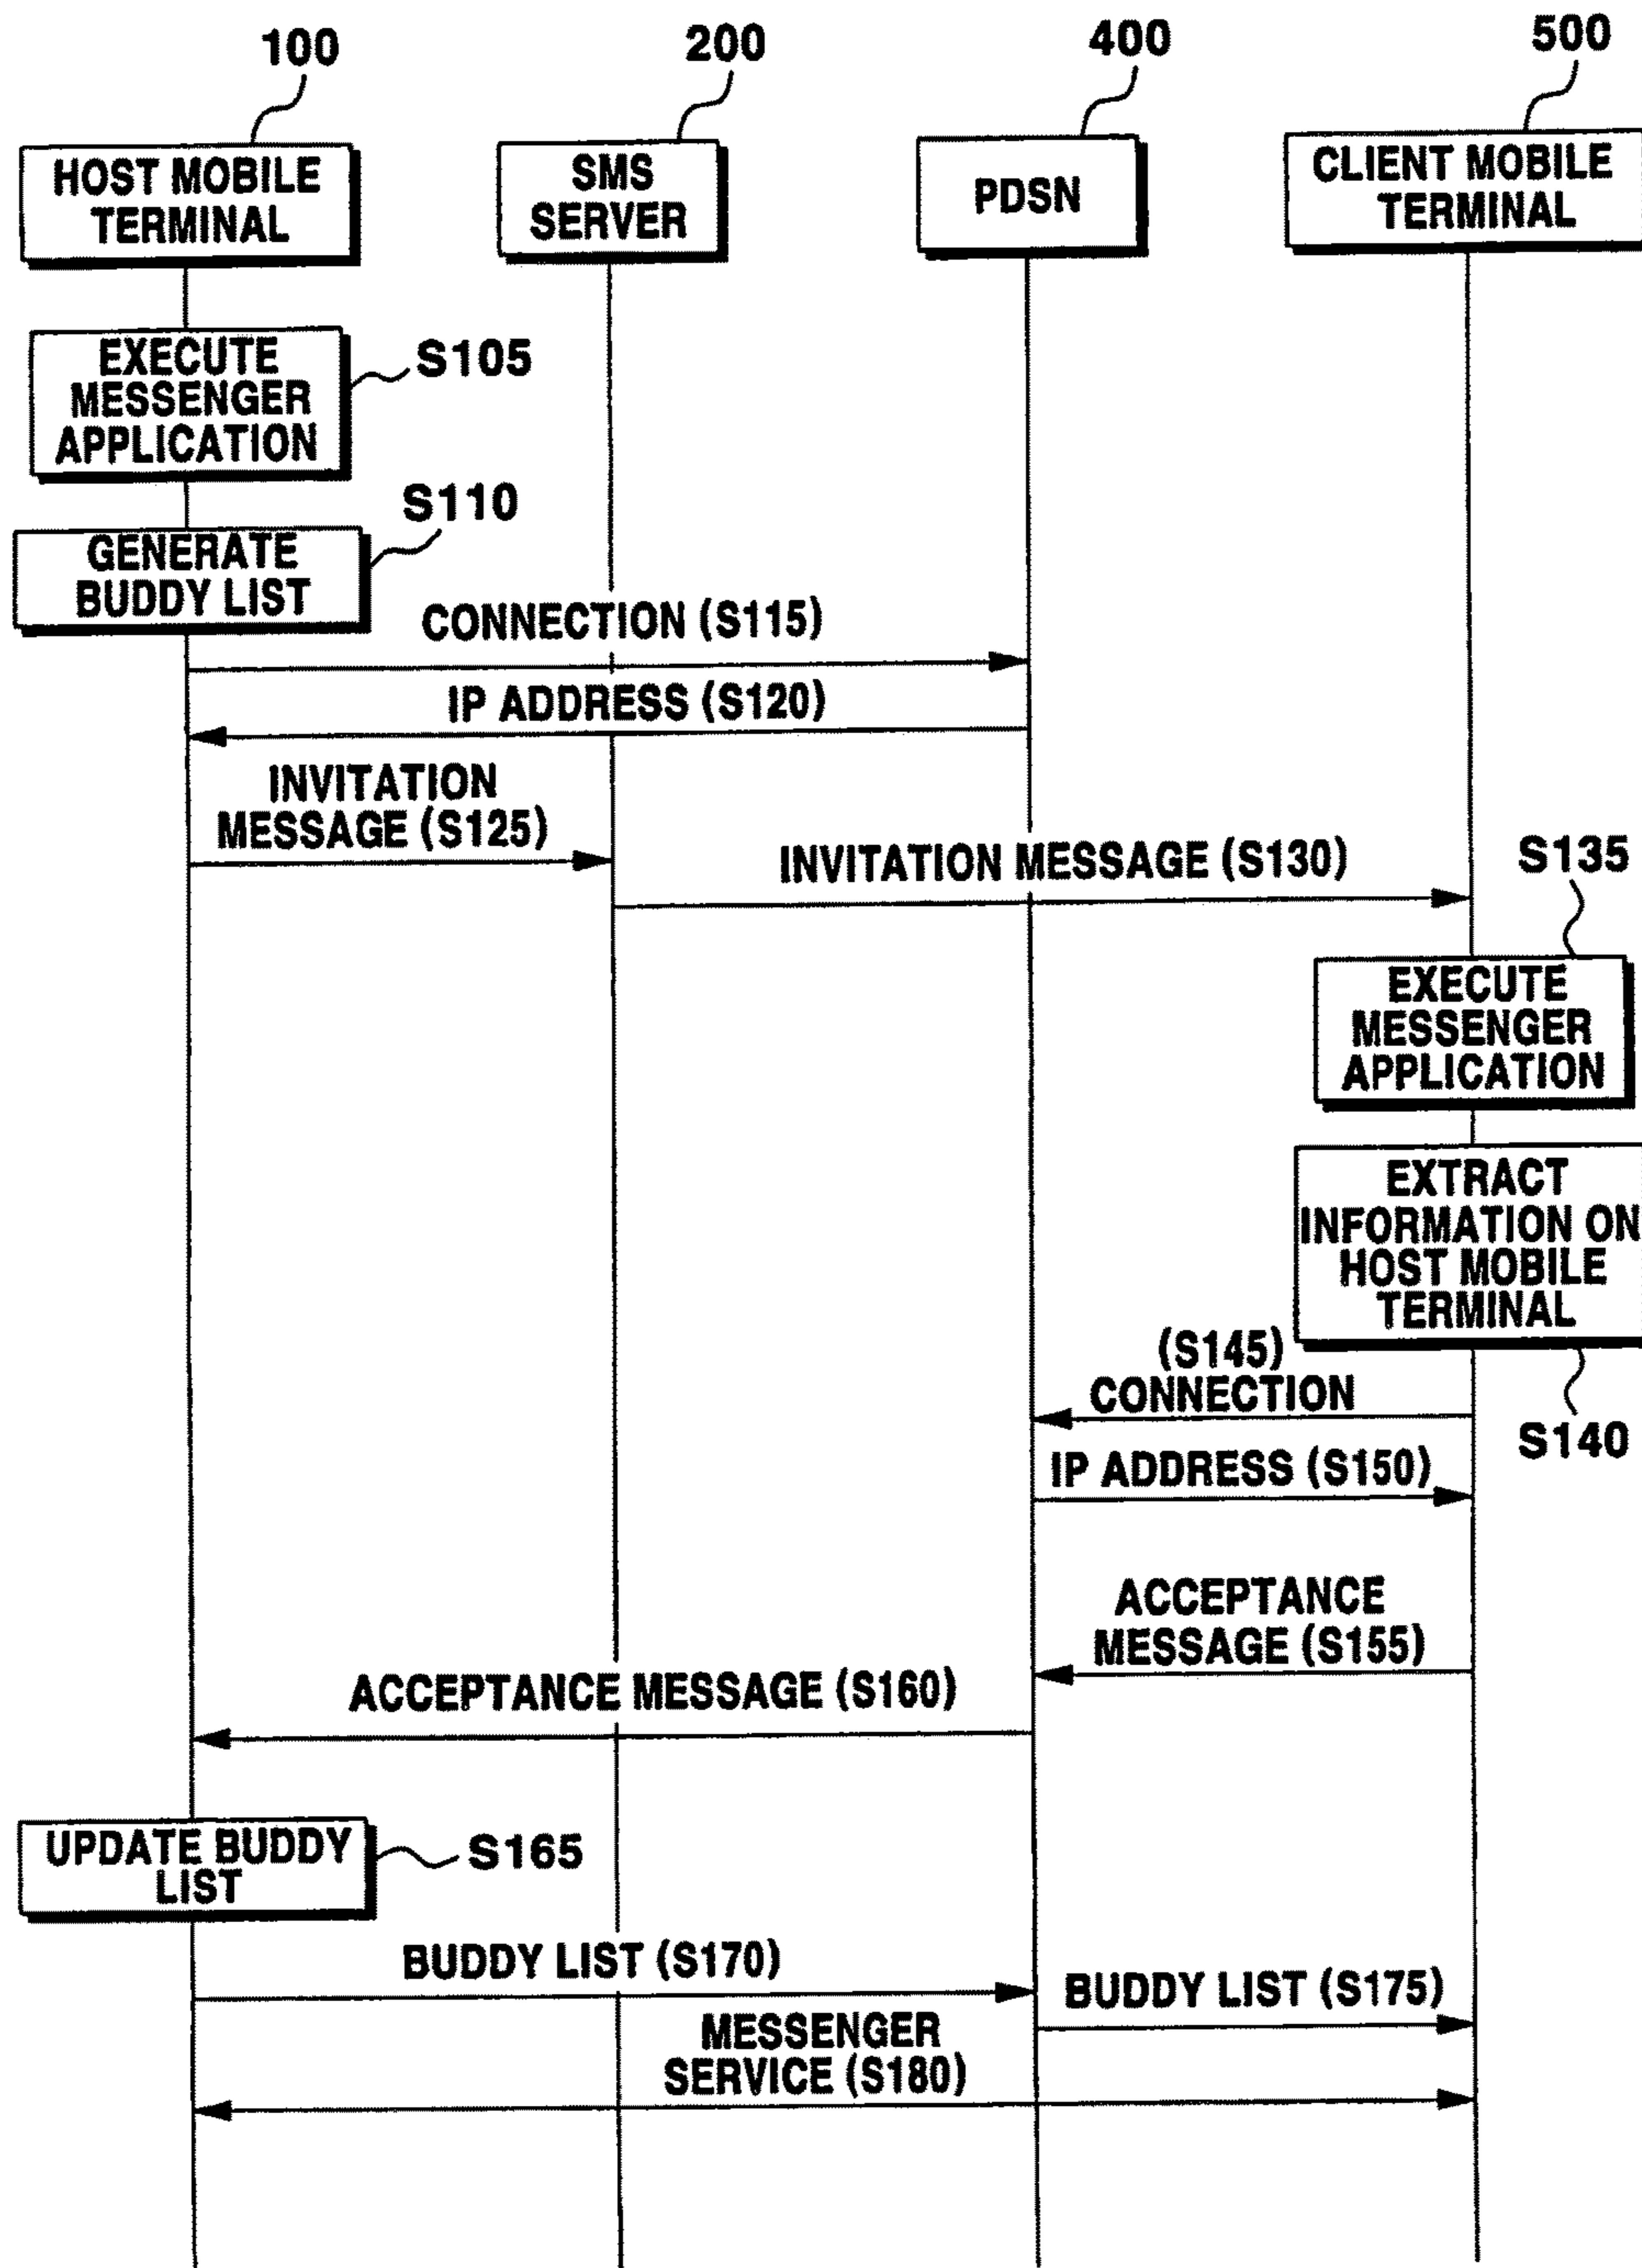 100
200
400
500
HOST MOBILE
TERMINAL
SMS
SERVER
PDSN
CLIENT MOBILE
TERMINAL
EXECUTE
MESSENGER
APPLICATION
S105
S110
GENERATE
BUDDY LIST
CONNECTION (S115)
IP ADDRESS (S120)
INVITATION
MESSAGE (S125)
INVITATION MESSAGE (S130)
S135
EXECUTE
MESSENGER
APPLICATION
EXTRACT
INFORMATION ON
HOST MOBILE
TERMINAL
(S145)
CONNECTION
S140
IP ADDRESS (S150)
ACCEPTANCE
MESSAGE (S155)
ACCEPTANCE MESSAGE (S160)
UPDATE BUDDY
LIST
S165
BUDDY LIST (S170)
BUDDY LIST (S175)
MESSENGER
SERVICE (S180)